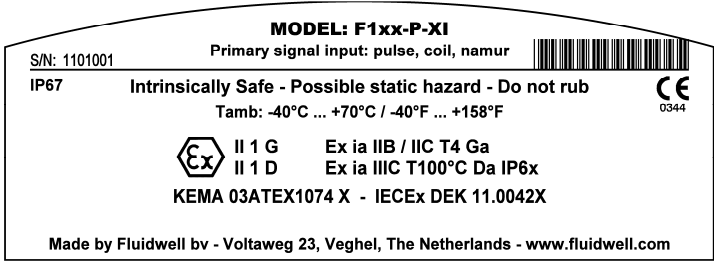 MODEL: F1xx-P-XI
Primary signal input: pulse, coil, namur
S/N: 1101001
IP67
Intrinsically Safe - Possible static hazard - Do not rub
Tamb: -40°C ... +70°C / -40°F ... +158°F
CE
0344
Ex
II 1 G Ex ia IIB / IIC T4 Ga
II 1 D Ex ia IIIC T100°C Da IP6x
KEMA 03ATEX1074 X - IECEx DEK 11.0042X
Made by Fluidwell bv - Voltaweg 23, Veghel, The Netherlands - www.fluidwell.com